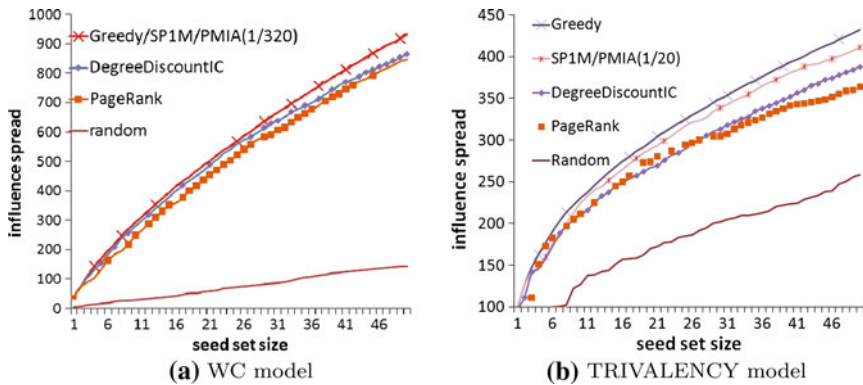 1000
900
800
700
600
500
400
300
200
100
0
influence spread
Greedy/SP1M/PMIA(1/320)
DegreeDiscountIC
PageRank
random
1 6 11 16 21 26 31 36 41 46
seed set size
(a) WC model
450
400
350
300
250
200
150
100
influence spread
Greedy
SP1M/PMIA(1/20)
DegreeDiscountIC
PageRank
Random
1 6 11 16 21 26 31 36 41 46
seed set size
(b) TRIVALENCY model